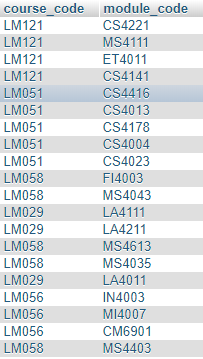 course_code module_code
LM121 CS4221
LM121 MS4111
LM121 ET4011
LM121 CS4141
LM051 CS4416
LM051 CS4013
LM051 CS4178
LM051 CS4004
LM051 CS4023
LM058 FI4003
LM058 MS4043
LM029 LA4111
LM029 LA4211
LM058 MS4613
LM058 MS4035
LM029 LA4011
LM056 IN4003
LM056 MI4007
LM056 CM6901
LM058 MS4403